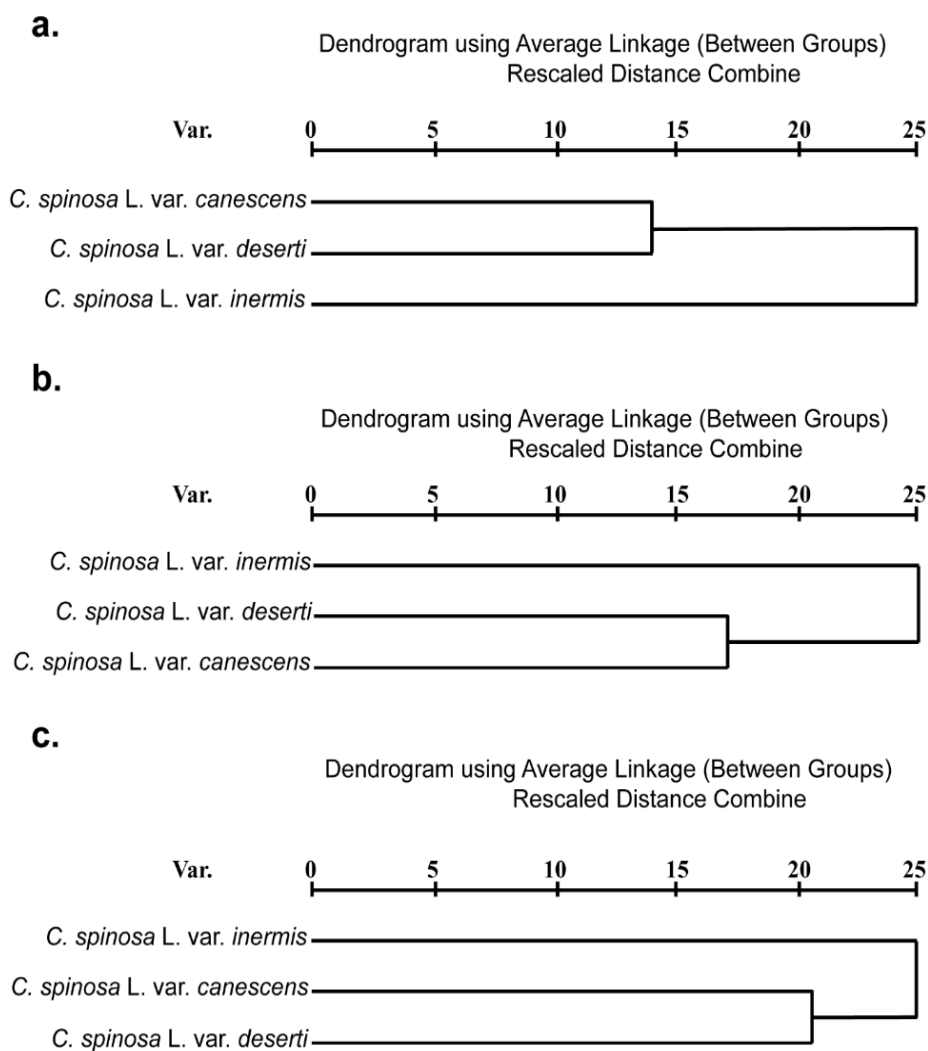 a.
Dendrogram using Average Linkage (Between Groups)
Rescaled Distance Combine
Var. 0 5 10 15 20 25
C. spinosa L. var. canescens
C. spinosa L. var. deserti
C. spinosa L. var. inermis
b.
Dendrogram using Average Linkage (Between Groups)
Rescaled Distance Combine
Var. 0 5 10 15 20 25
C. spinosa L. var. inermis
C. spinosa L. var. deserti
C. spinosa L. var. canescens
c.
Dendrogram using Average Linkage (Between Groups)
Rescaled Distance Combine
Var. 0 5 10 15 20 25
C. spinosa L. var. inermis
C. spinosa L. var. canescens
C. spinosa L. var. deserti